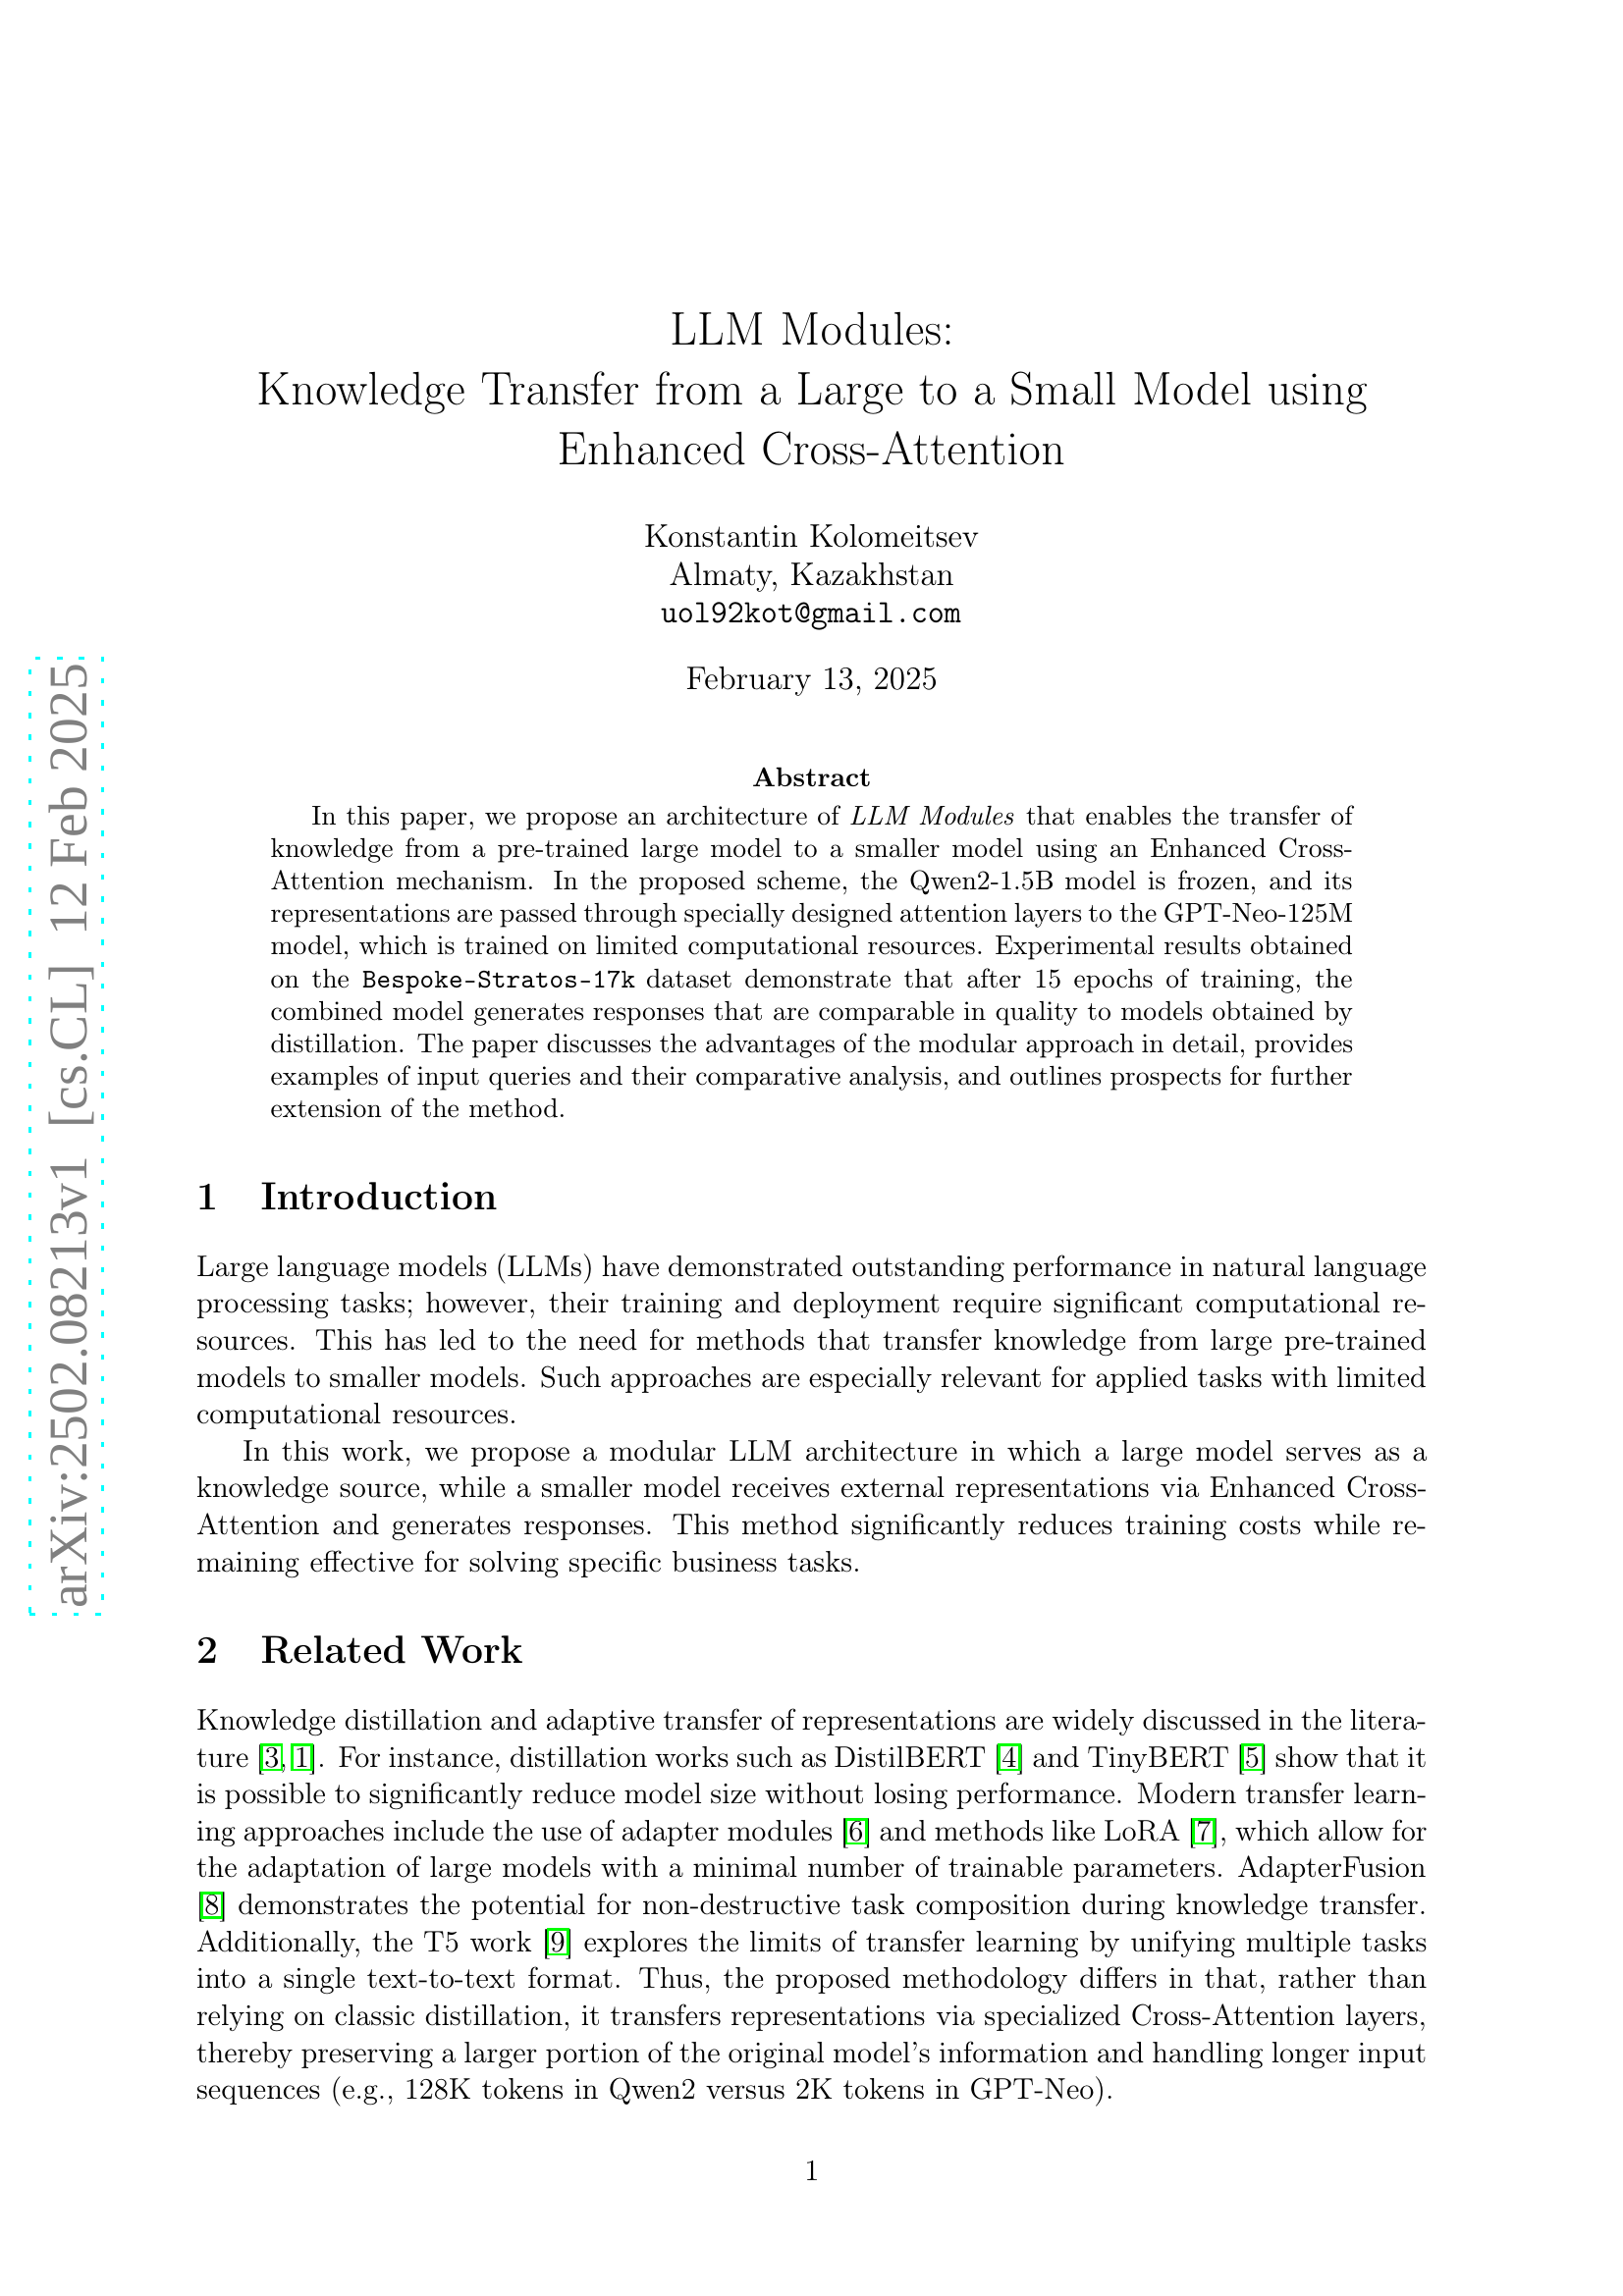 LLM Modules:
Knowledge Transfer from a Large to a Small Model using
Enhanced Cross-Attention
Konstantin Kolomeitsev
Almaty, Kazakhstan
uol92kot@gmail.com
February 13, 2025
arXiv:2502.08213v1 [cs.CL] 12 Feb 2025
Abstract
In this paper, we propose an architecture of LLM Modules that enables the transfer of
knowledge from a pre-trained large model to a smaller model using an Enhanced Cross-
Attention mechanism. In the proposed scheme, the Qwen2-1.5B model is frozen, and its
representations are passed through specially designed attention layers to the GPT-Neo-125M
model, which is trained on limited computational resources. Experimental results obtained
on the Bespoke-Stratos-17k dataset demonstrate that after 15 epochs of training, the
combined model generates responses that are comparable in quality to models obtained by
distillation. The paper discusses the advantages of the modular approach in detail, provides
examples of input queries and their comparative analysis, and outlines prospects for further
extension of the method.
1 Introduction
Large language models (LLMs) have demonstrated outstanding performance in natural language
processing tasks; however, their training and deployment require significant computational re-
sources. This has led to the need for methods that transfer knowledge from large pre-trained
models to smaller models. Such approaches are especially relevant for applied tasks with limited
computational resources.
In this work, we propose a modular LLM architecture in which a large model serves as a
knowledge source, while a smaller model receives external representations via Enhanced Cross-
Attention and generates responses. This method significantly reduces training costs while re-
maining effective for solving specific business tasks.
2 Related Work
Knowledge distillation and adaptive transfer of representations are widely discussed in the litera-
ture [3, 1]. For instance, distillation works such as DistilBERT [4] and TinyBERT [5] show that it
is possible to significantly reduce model size without losing performance. Modern transfer learn-
ing approaches include the use of adapter modules [6] and methods like LoRA [7], which allow for
the adaptation of large models with a minimal number of trainable parameters. AdapterFusion
[8] demonstrates the potential for non-destructive task composition during knowledge transfer.
Additionally, the T5 work [9] explores the limits of transfer learning by unifying multiple tasks
into a single text-to-text format. Thus, the proposed methodology differs in that, rather than
relying on classic distillation, it transfers representations via specialized Cross-Attention layers,
thereby preserving a larger portion of the original model's information and handling longer input
sequences (e.g., 128K tokens in Qwen2 versus 2K tokens in GPT-Neo).
1